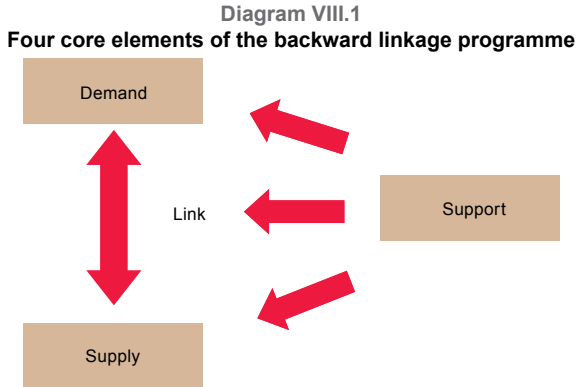 Diagram VIII.1
Four core elements of the backward linkage programme
Demand
Link
Support
Supply